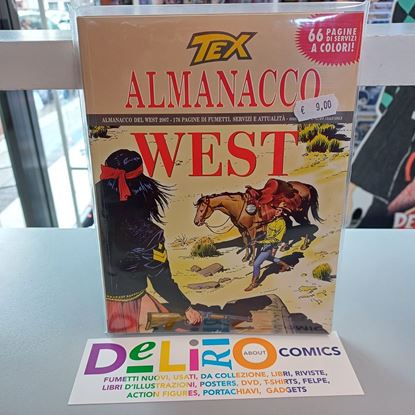 TEX
66 PAGINE
DI SERVIZI
A COLORI!
ALMANACCO
€ 9,00
ALMANACCO DEL WEST 2007 - 178 PAGINE DI FUMETTI, SERVIZI E ATTUALITÀ
WEST
DeLiRiO ABOUT COMICS
FUMETTI NUOVI, USATI, DA COLLEZIONE, LIBRI, RIVISTE,
LIBRI D'ILLUSTRAZIONI, POSTERS, DVD, T-SHIRTS, FELPE,
ACTION FIGURES, PORTACHIAVI, GADGETS